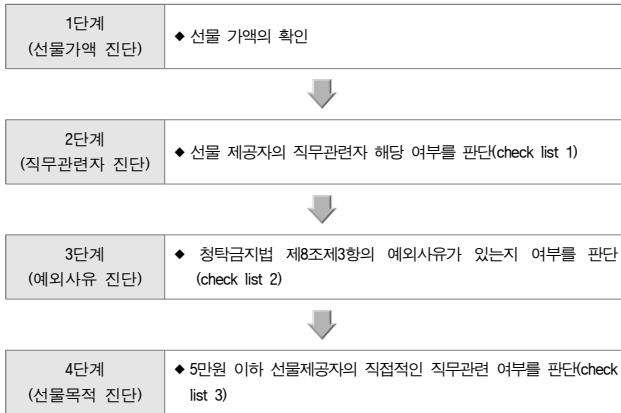 1단계
(선물가액 진단)
◆ 선물 가액의 확인
2단계
(직무관련자 진단)
◆ 선물 제공자의 직무관련자 해당 여부를 판단(check list 1)
3단계
(예외사유 진단)
◆ 청탁금지법 제8조제3항의 예외사유가 있는지 여부를 판단
(check list 2)
4단계
(선물목적 진단)
◆ 5만원 이하 선물제공자의 직접적인 직무관련 여부를 판단(check
list 3)